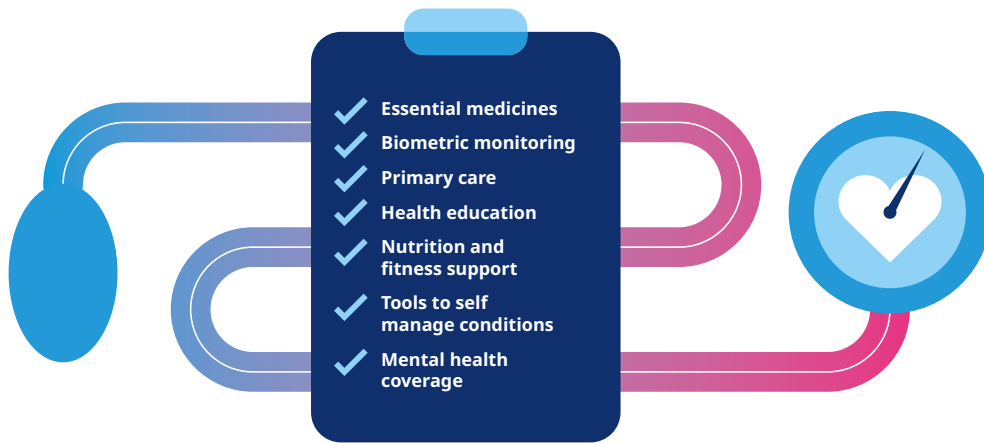 Essential medicines
Biometric monitoring
Primary care
Health education
Nutrition and
fitness support
Tools to self
manage conditions
Mental health
coverage